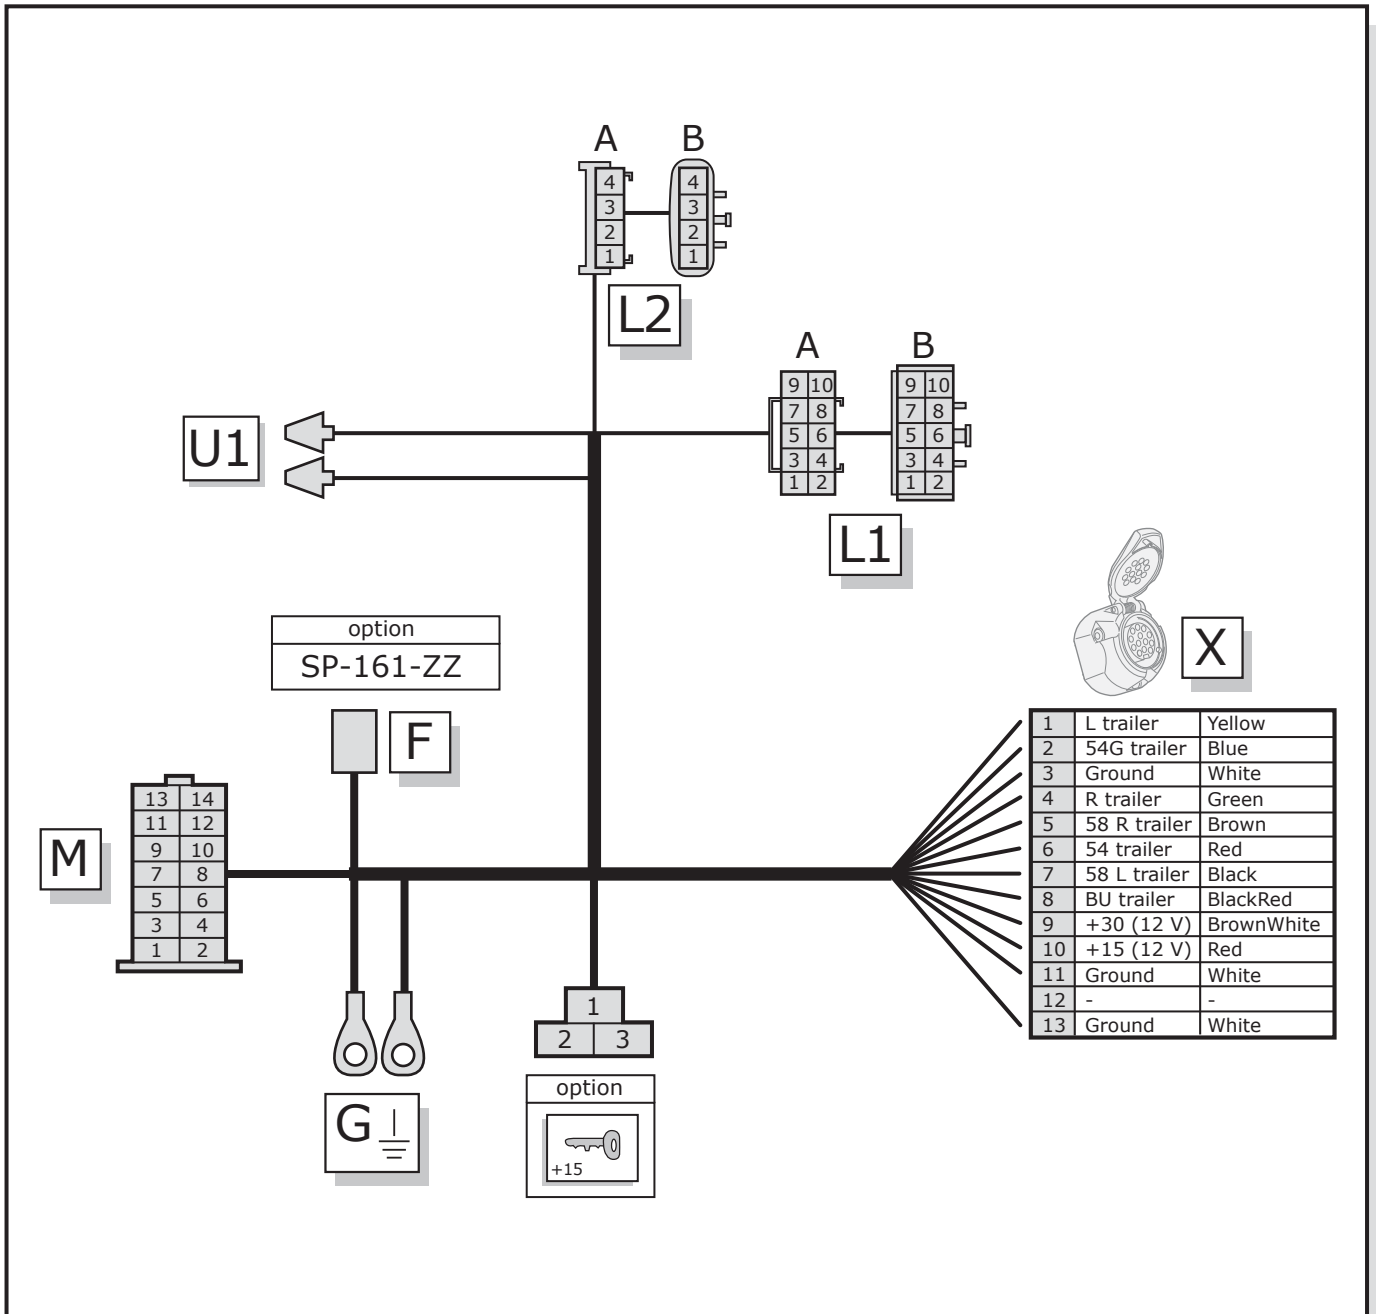 A B
4 4
3 3
2 2
1 1
L2
A B
9 10 9 10
7 8 7 8
5 6 5 6
3 4 3 4
1 2 1 2
L1
U1
option
SP-161-ZZ
F
X
1 L trailer Yellow
2 54G trailer Blue
3 Ground White
4 R trailer Green
5 58 R trailer Brown
6 54 trailer Red
7 58 L trailer Black
8 BU trailer BlackRed
9 +30 (12 V) BrownWhite
10 +15 (12 V) Red
11 Ground White
12 - -
13 Ground White
M
13 14
11 12
9 10
7 8
5 6
3 4
1 2
G
1
2 3
option
+15